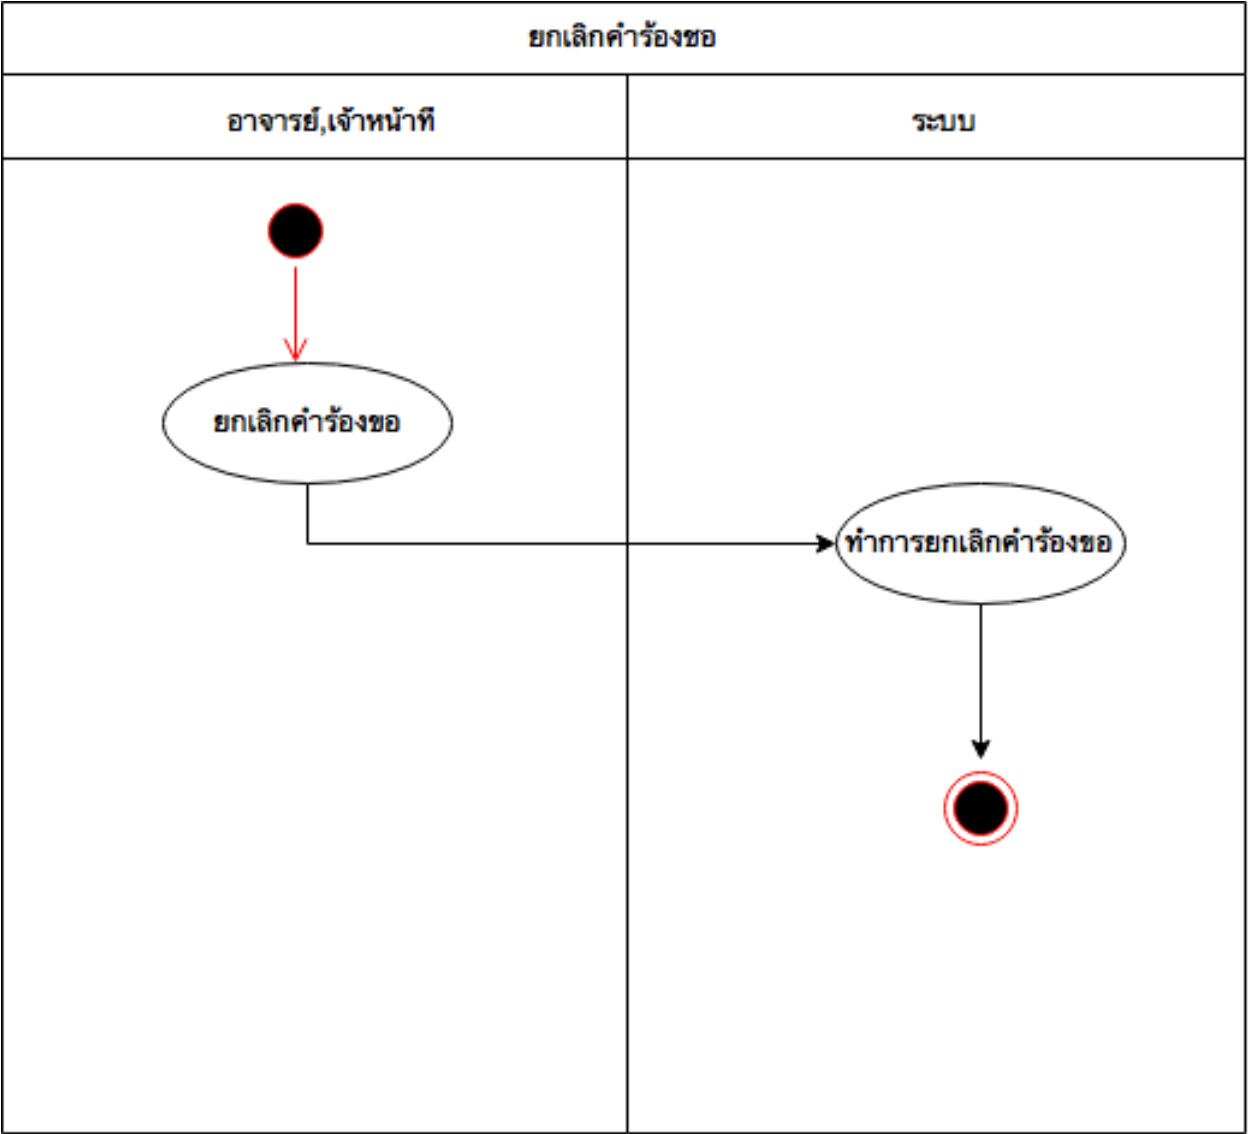 ยกเลิกคำร้องขอ
อาจารย์,เจ้าหน้าที่
ระบบ
ยกเลิกคำร้องขอ
ทำการยกเลิกคำร้องขอ